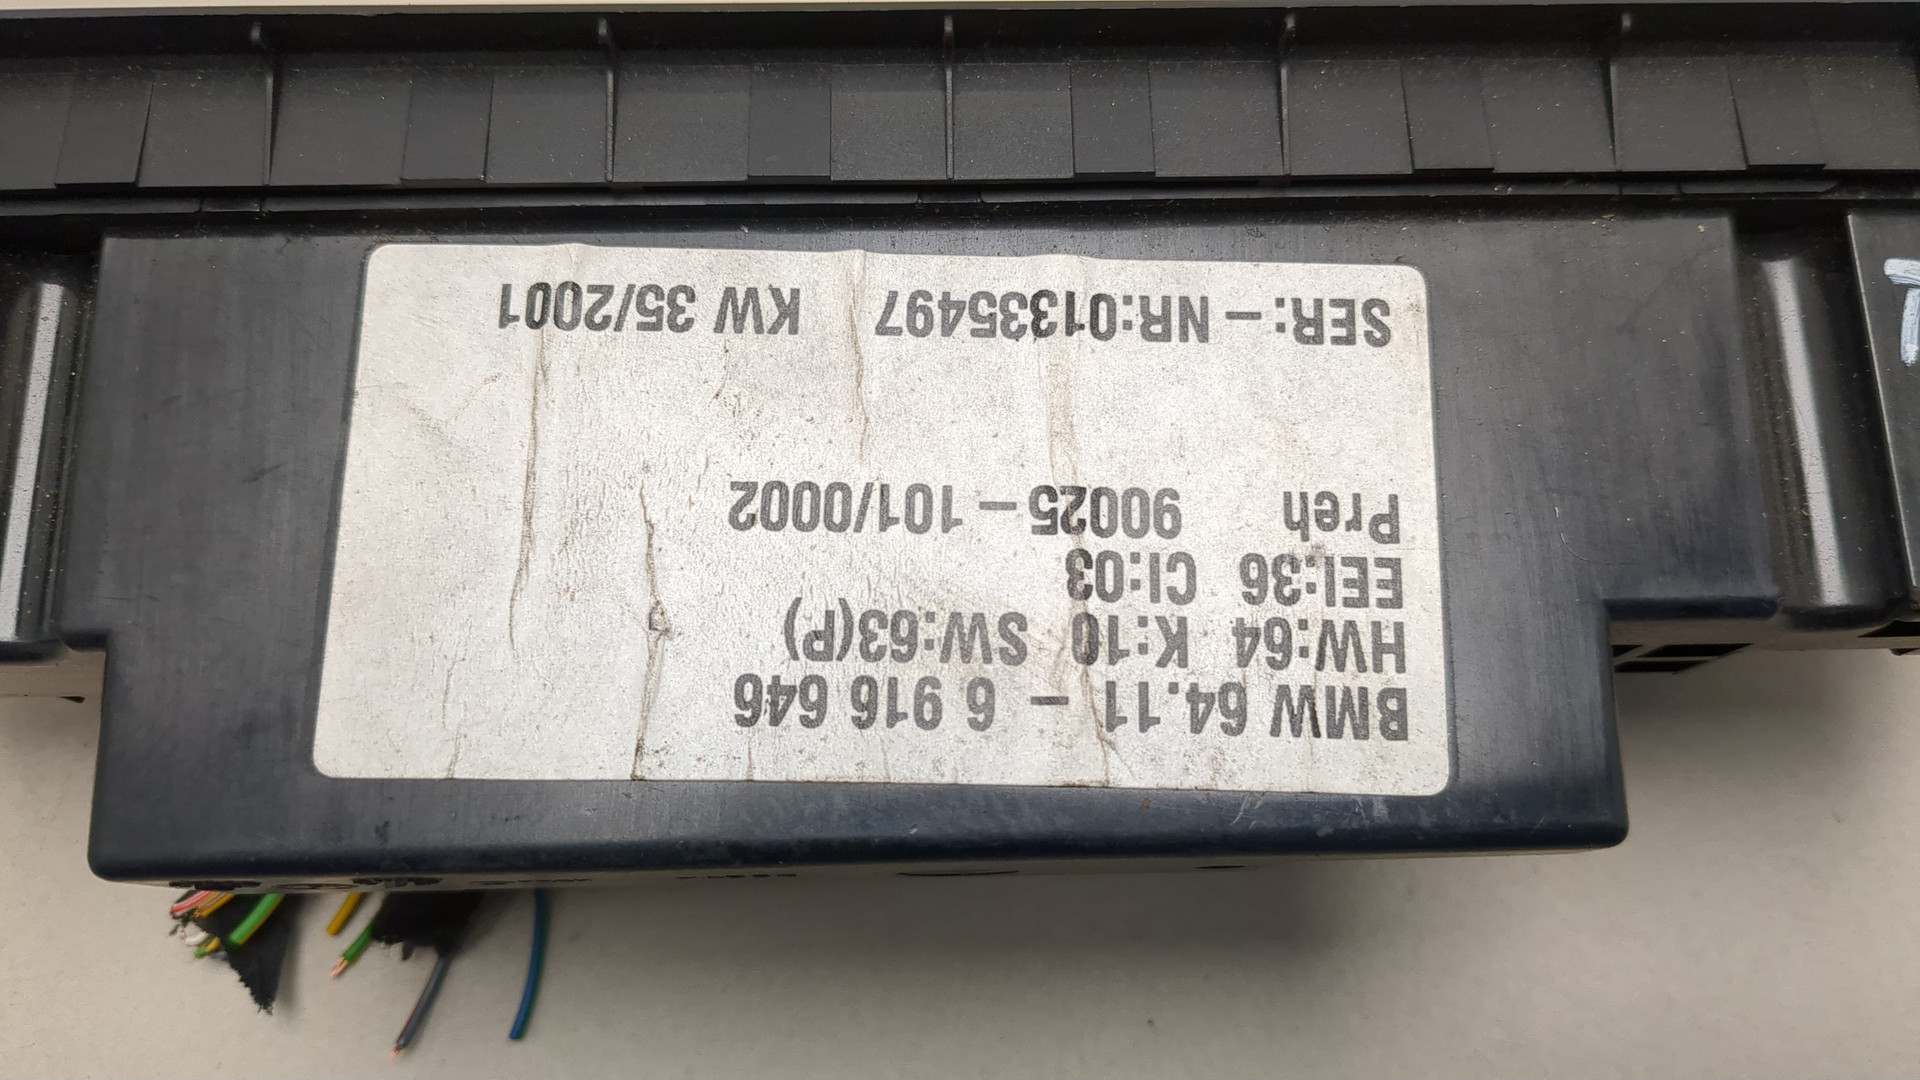 BMW 64.11 - 6 916 646
HW:64 K:10 SW:63(P)
EEI:36 CI:03
Preh 90025-101/0002
SER:-NR:01335497 KW 35/2001